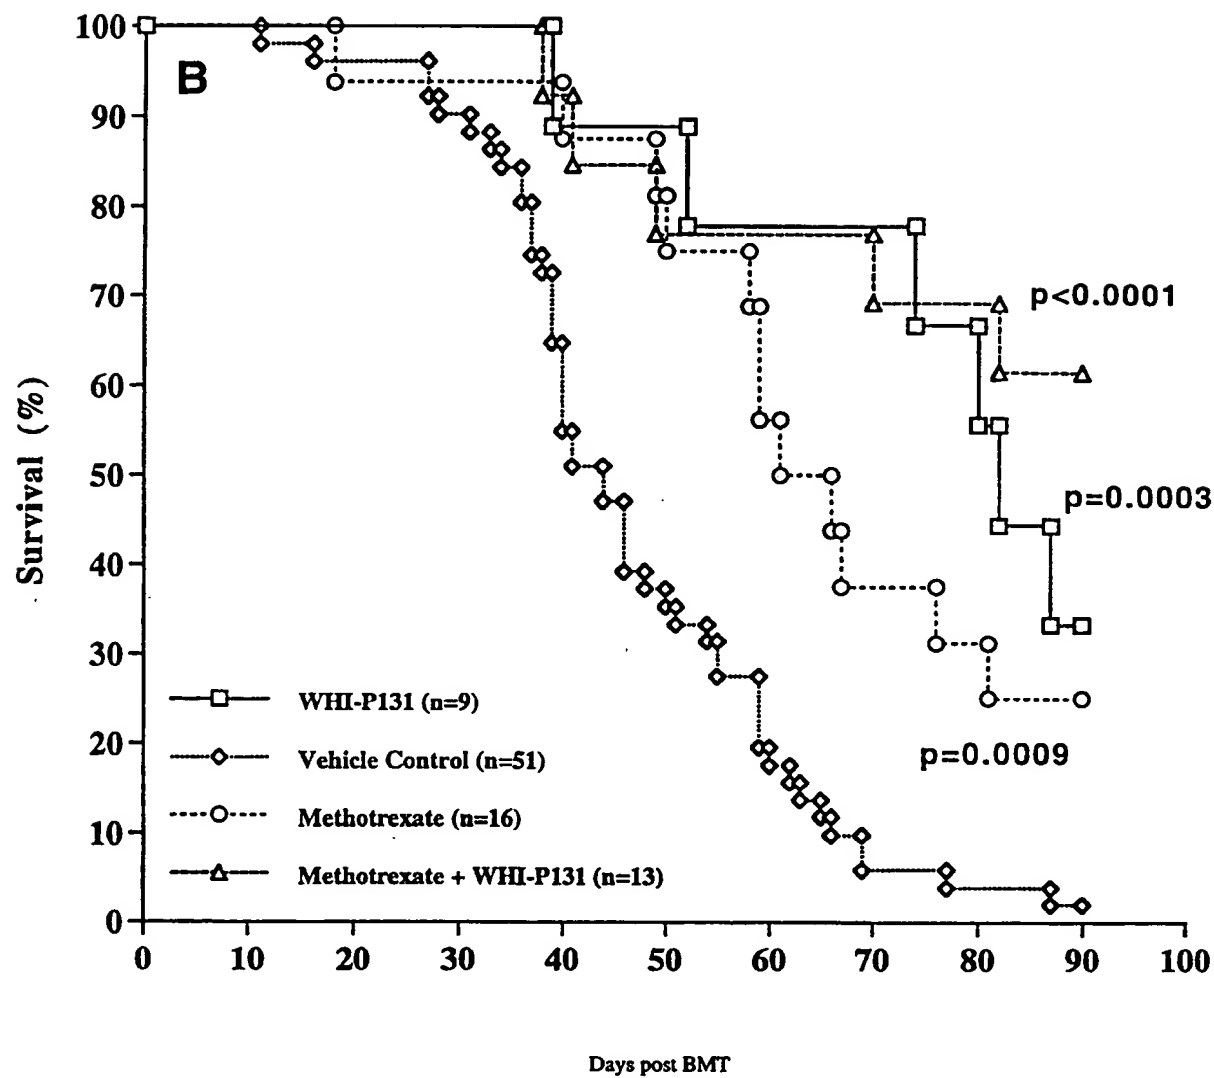 100
B
90
80
70
p<0.0001
60
Survival (%)
50
p=0.0003
40
30
WHI-P131 (n=9)
20
Vehicle Control (n=51)
p=0.0009
Methotrexate (n=16)
10
Methotrexate + WHI-P131 (n=13)
0
0 10 20 30 40 50 60 70 80 90 100
Days post BMT